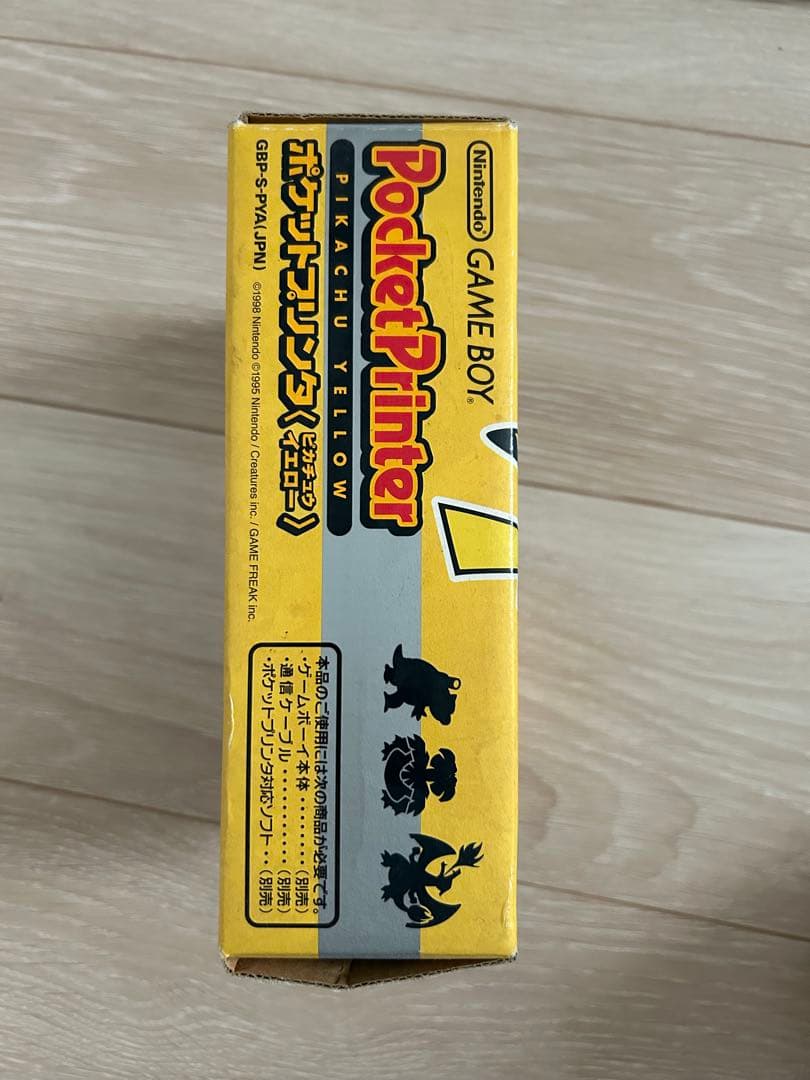 Nintendo®
GAME BOY®
PocketPrinter
PIKACHU YELLOW
ポケットプリンタ〈ピカチュウ
イエロー〉
GBP-S-PYA(JPN) ©1998 Nintendo ©1995 Nintendo / Creatures inc. / GAME FREAK inc.
本品のご使用には次の商品が必要です。
・ゲームボーイ本体・・・・・・・・(別売)
・通信ケーブル・・・・・・・・・・・(別売)
・ポケットプリンタ対応ソフト・・(別売)